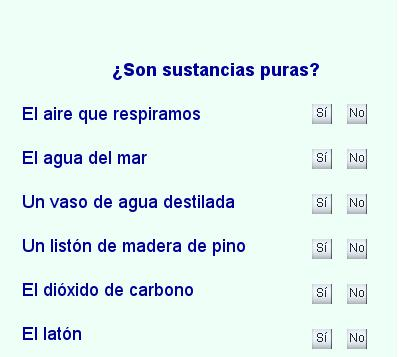 ¿Son sustancias puras?
El aire que respiramos Sí No
El agua del mar Sí No
Un vaso de agua destilada Sí No
Un listón de madera de pino Sí No
El dióxido de carbono Sí No
El latón Sí No